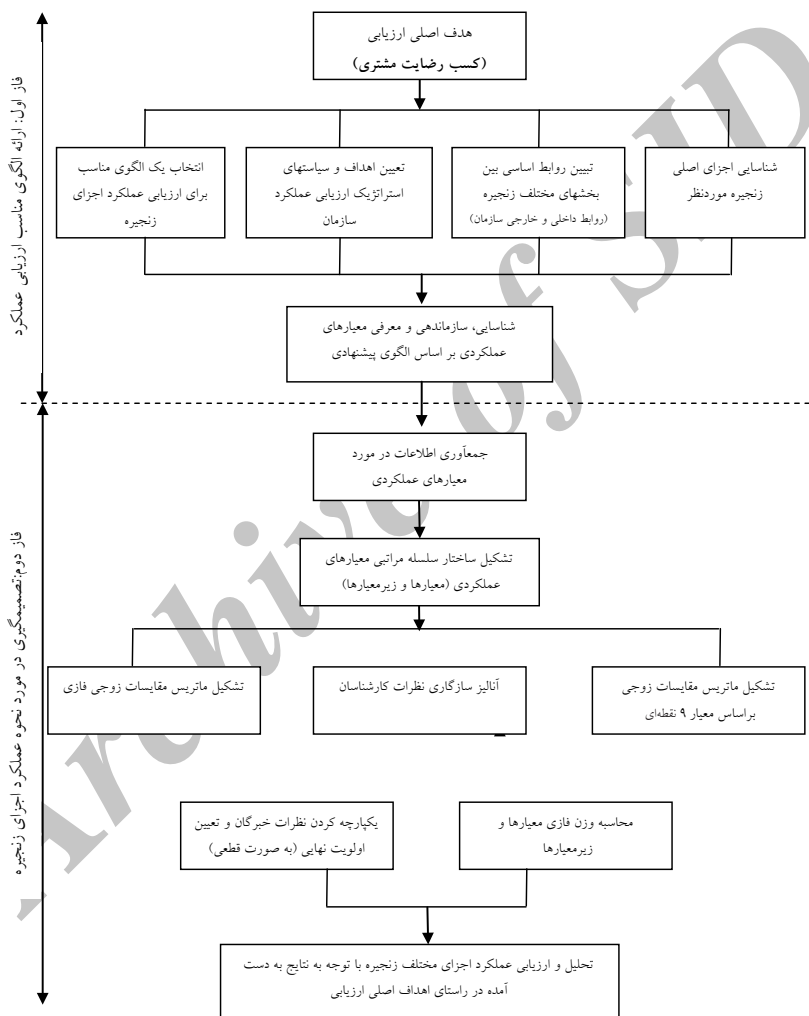 هدف اصلی ارزیابی
(کسب رضایت مشتری)
شناسایی اجزای اصلی
زنجیره موردنظر
تبیین روابط اساسی بین
بخشهای مختلف زنجیره
(روابط داخلی و خارجی سازمان)
تعیین اهداف و سیاستهای
استراتژیک ارزیابی عملکرد
سازمان
انتخاب یک الگوی مناسب
برای ارزیابی عملکرد اجزای
زنجیره
شناسایی، سازماندهی و معرفی معیارهای
عملکردی بر اساس الگوی پیشنهادی
فاز اول: ارائه الگوی مناسب ارزیابی عملکرد
جمعآوری اطلاعات در مورد
معیارهای عملکردی
تشکیل ساختار سلسله مراتبی معیارهای
عملکردی (معیارها و زیرمعیارها)
تشکیل ماتریس مقایسات زوجی
براساس معیار ۹ نقطه‌ای
آنالیز سازگاری نظرات کارشناسان
تشکیل ماتریس مقایسات زوجی فازی
محاسبه وزن فازی معیارها و
زیرمعیارها
یکپارچه کردن نظرات خبرگان و تعیین
اولویت نهایی (به صورت قطعی)
تحلیل و ارزیابی عملکرد اجزای مختلف زنجیره با توجه به نتایج به دست
آمده در راستای اهداف اصلی ارزیابی
فاز دوم:تصمیمگیری در مورد نحوه عملکرد اجزای زنجیره
Archive of SID